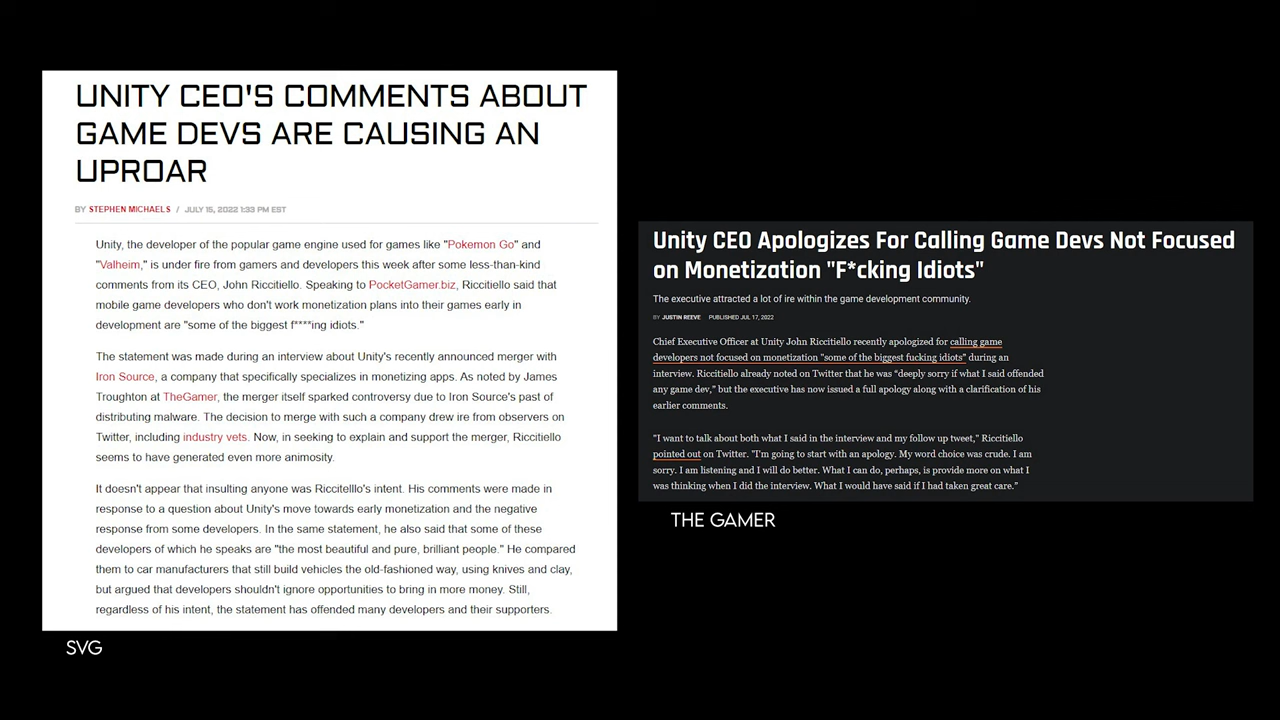 UNITY CEO'S COMMENTS ABOUT
GAME DEVS ARE CAUSING AN
UPROAR
BY STEPHEN MICHAELS / JULY 15, 2022 1:33 PM EST
Unity, the developer of the popular game engine used for games like "Pokemon Go" and
"Valheim," is under fire from gamers and developers this week after some less-than-kind
comments from its CEO, John Riccitiello. Speaking to PocketGamer.biz, Riccitiello said that
mobile game developers who don't work monetization plans into their games early in
development are "some of the biggest f****ing idiots."
The statement was made during an interview about Unity's recently announced merger with
Iron Source, a company that specifically specializes in monetizing apps. As noted by James
Troughton at TheGamer, the merger itself sparked controversy due to Iron Source's past of
distributing malware. The decision to merge with such a company drew ire from observers on
Twitter, including industry vets. Now, in seeking to explain and support the merger, Riccitiello
seems to have generated even more animosity.
It doesn't appear that insulting anyone was Riccitelllo's intent. His comments were made in
response to a question about Unity's move towards early monetization and the negative
response from some developers. In the same statement, he also said that some of these
developers of which he speaks are "the most beautiful and pure, brilliant people." He compared
them to car manufacturers that still build vehicles the old-fashioned way, using knives and clay,
but argued that developers shouldn't ignore opportunities to bring in more money. Still,
regardless of his intent, the statement has offended many developers and their supporters.
SVG
Unity CEO Apologizes For Calling Game Devs Not Focused
on Monetization "F*cking Idiots"
The executive attracted a lot of ire within the game development community.
BY JUSTIN REEVE PUBLISHED JUL 17, 2022
Chief Executive Officer at Unity John Riccitiello recently apologized for calling game
developers not focused on monetization "some of the biggest fucking idiots" during an
interview. Riccitiello already noted on Twitter that he was “deeply sorry if what I said offended
any game dev,” but the executive has now issued a full apology along with a clarification of his
earlier comments.
"I want to talk about both what I said in the interview and my follow up tweet,” Riccitiello
pointed out on Twitter. "I'm going to start with an apology. My word choice was crude. I am
sorry. I am listening and I will do better. What I can do, perhaps, is provide more on what I
was thinking when I did the interview. What I would have said if I had taken great care.”
THE GAMER